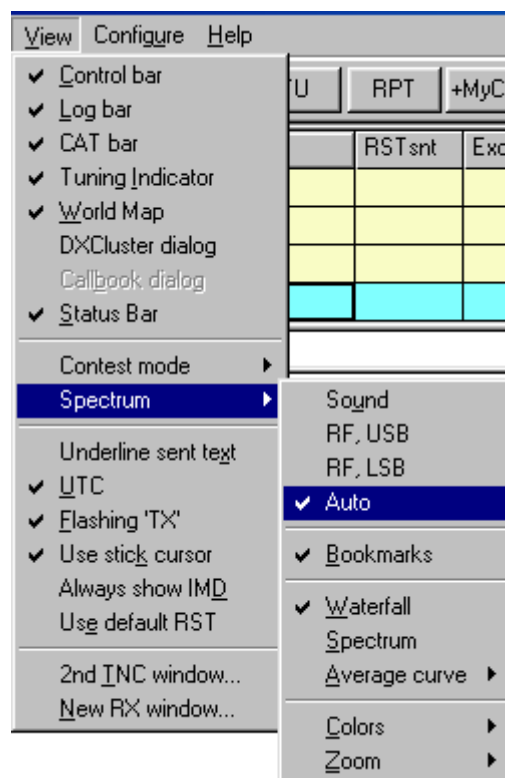 View Configure Help
Control bar
Log bar
CAT bar
Tuning Indicator
World Map
DXCluster dialog
Callbook dialog
Status Bar
Contest mode
Spectrum
Underline sent text
UTC
Flashing 'TX'
Use stick cursor
Always show IMD
Use default RST
2nd TNC window...
New RX window...
RPT
RSTsnt
Sound
RF, USB
RF, LSB
Auto
Bookmarks
Waterfall
Spectrum
Average curve
Colors
Zoom